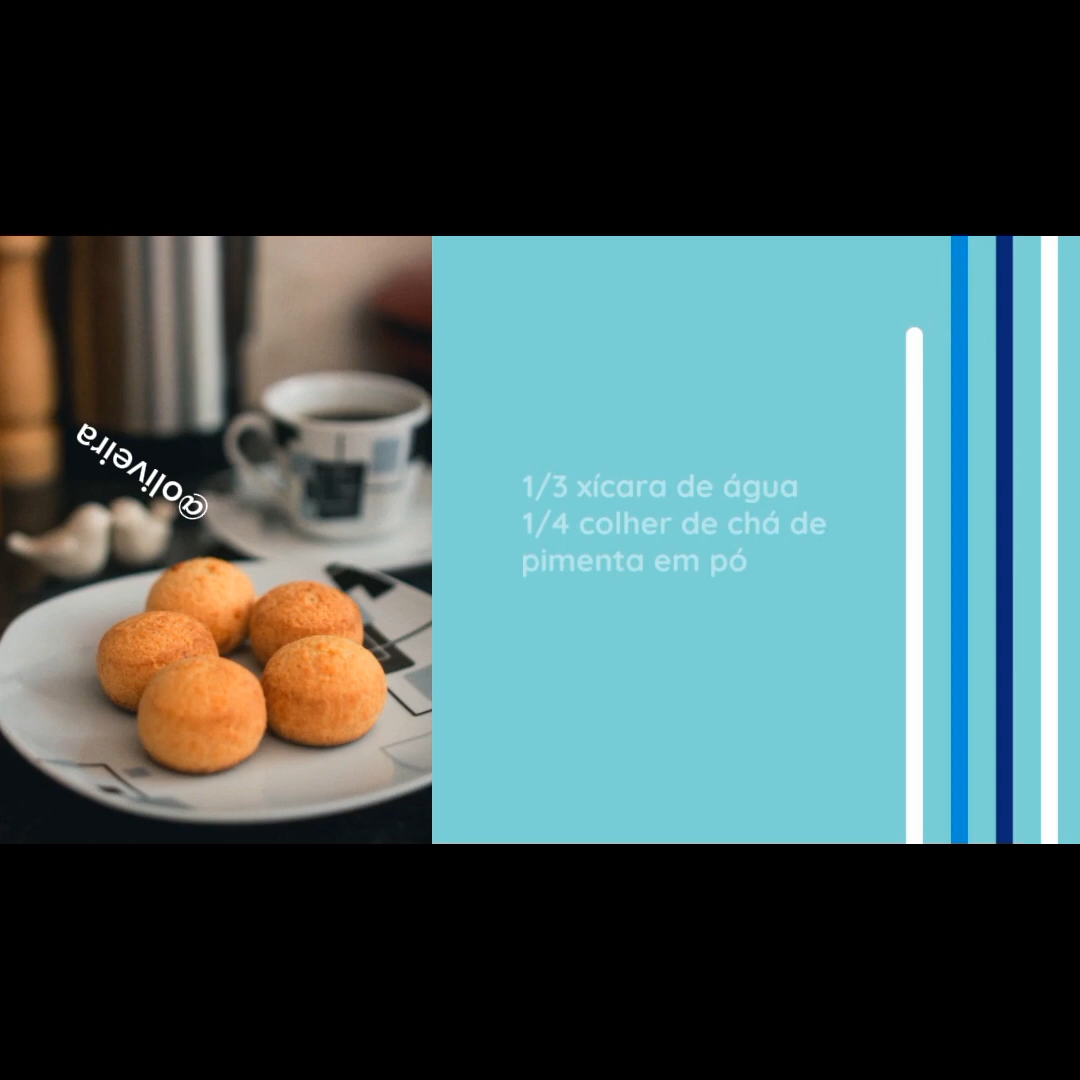 @oliveira
1/3 xícara de água
1/4 colher de chá de
pimenta em pó